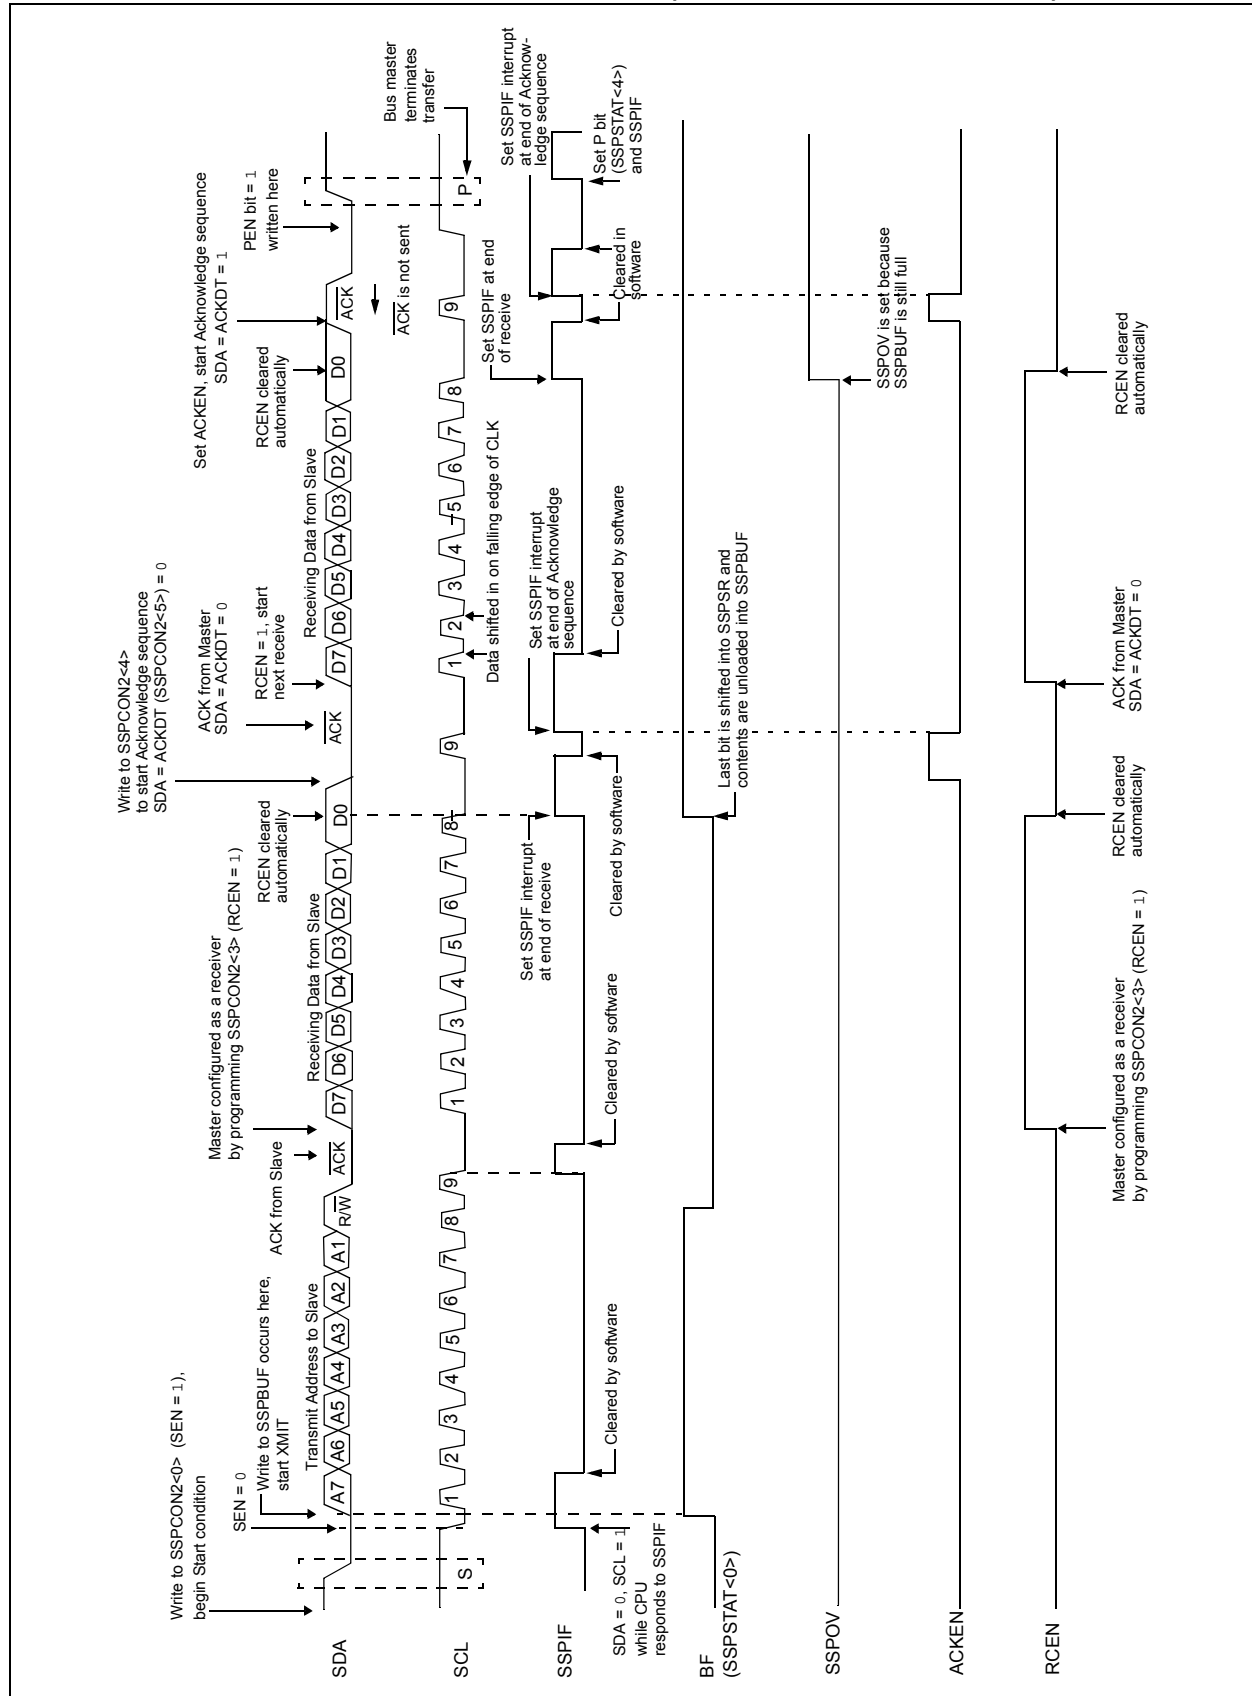 Write to SSPCON2<0> (SEN = 1),
begin Start condition
SEN = 0
Write to SSPBUF occurs here,
start XMIT
ACK from Slave
Master configured as a receiver
by programming SSPCON2<3> (RCEN = 1)
RCEN cleared
automatically
Write to SSPCON2<4>
to start Acknowledge sequence
SDA = ACKDT (SSPCON2<5>) = 0
ACK from Master
SDA = ACKDT = 0
RCEN = 1, start
next receive
RCEN cleared
automatically
Set ACKEN, start Acknowledge sequence
SDA = ACKDT = 1
PEN bit = 1
written here
Transmit Address to Slave
Receiving Data from Slave
Receiving Data from Slave
SDA
A7 A6 A5 A4 A3 A2 A1 R/W ACK D7 D6 D5 D4 D3 D2 D1 D0 ACK D7 D6 D5 D4 D3 D2 D1 D0 ACK
ACK is not sent
Bus master
terminates
transfer
SCL
S 1 2 3 4 5 6 7 8 9 1 2 3 4 5 6 7 8 9 1 2 3 4 5 6 7 8 9 P
Data shifted in on falling edge of CLK
Set SSPIF interrupt
at end of receive
Set SSPIF interrupt
at end of Acknowledge
sequence
Set SSPIF at end
of receive
Set SSPIF interrupt
at end of Acknow-
ledge sequence
SSPIF
SDA = 0, SCL = 1
while CPU
responds to SSPIF
Cleared by software
Cleared by software
Cleared by software
Cleared by software
Cleared in
software
Set P bit
(SSPSTAT<4>)
and SSPIF
BF
(SSPSTAT<0>)
Last bit is shifted into SSPSR and
contents are unloaded into SSPBUF
SSPOV
SSPOV is set because
SSPBUF is still full
ACKEN
RCEN
Master configured as a receiver
by programming SSPCON2<3> (RCEN = 1)
RCEN cleared
automatically
ACK from Master
SDA = ACKDT = 0
RCEN cleared
automatically